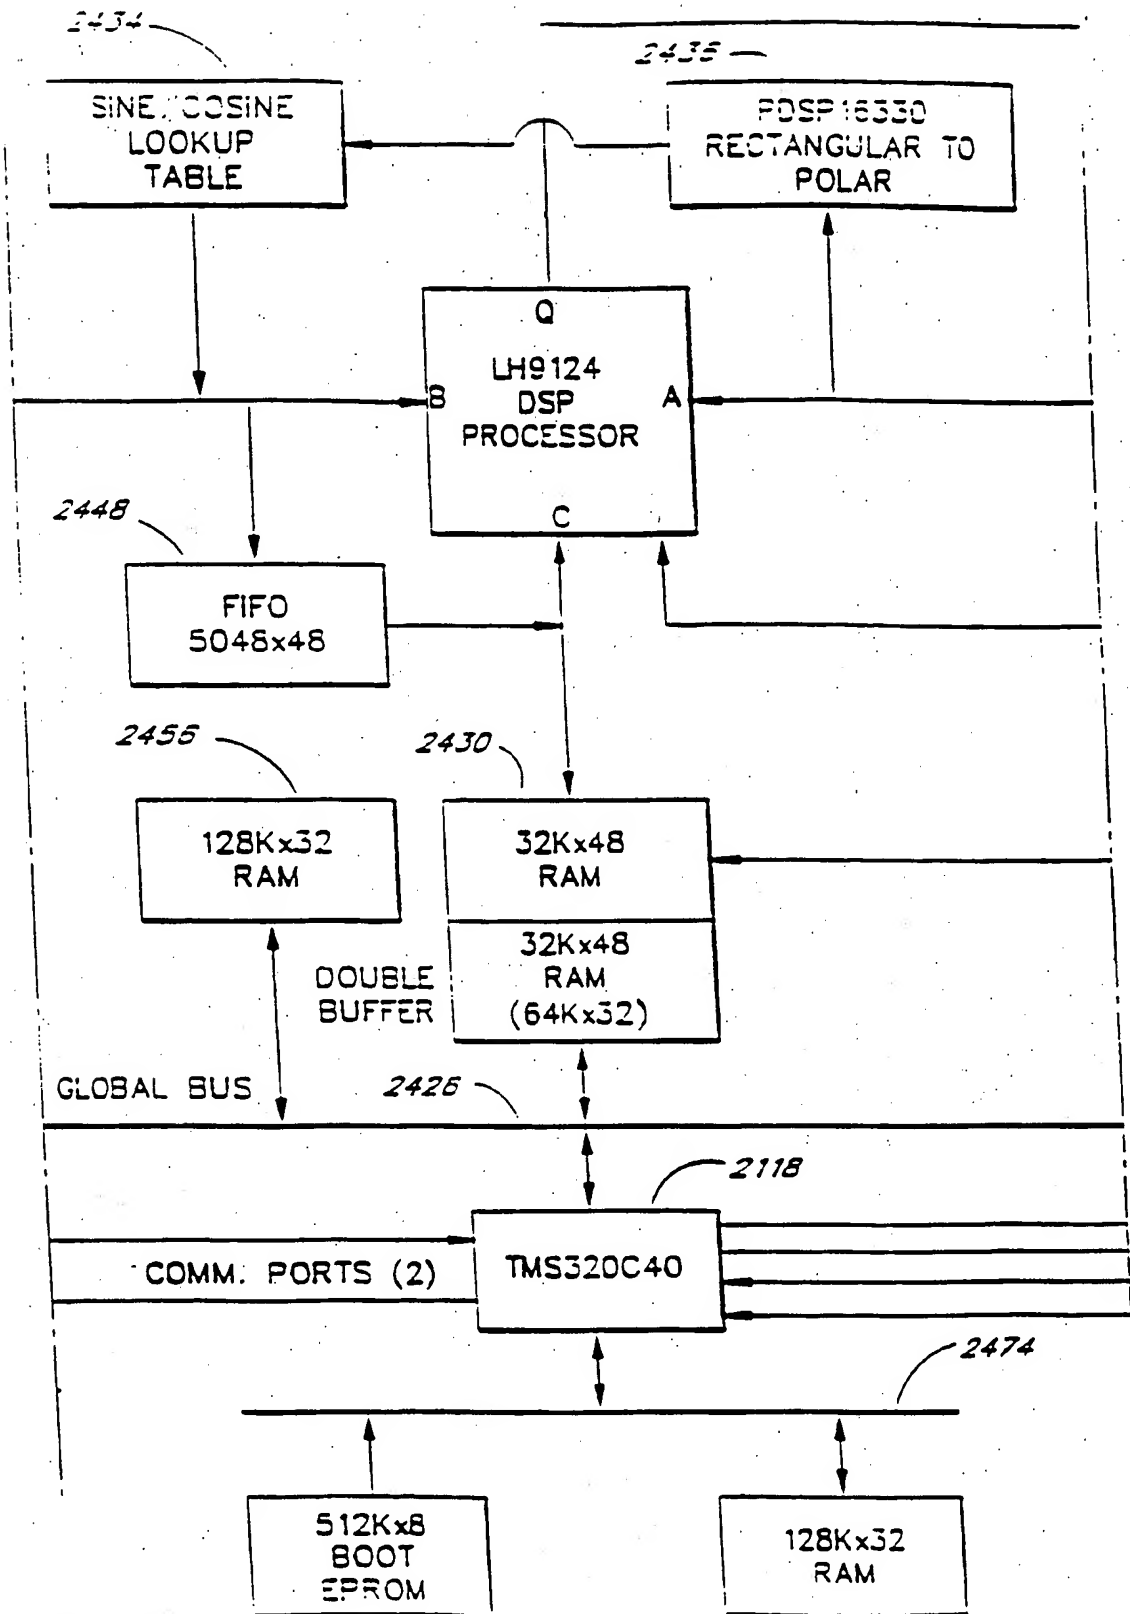 2434
2436
SINE/COSINE
LOOKUP
TABLE
PDSP16330
RECTANGULAR TO
POLAR
Q
LH9124
DSP
PROCESSOR
B
A
C
2448
FIFO
5048x48
2456
2430
128Kx32
RAM
32Kx48
RAM
32Kx48
RAM
(64Kx32)
DOUBLE
BUFFER
GLOBAL BUS
2426
2118
TMS320C40
COMM. PORTS (2)
2474
512Kx8
BOOT
EPROM
128Kx32
RAM